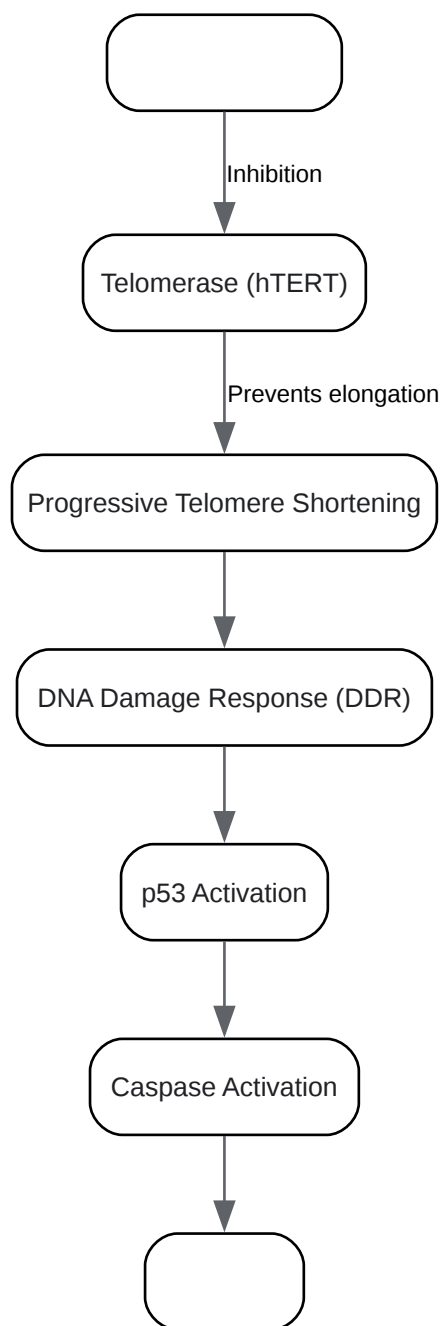 Inhibition
Telomerase (hTERT)
Prevents elongation
Progressive Telomere Shortening
DNA Damage Response (DDR)
p53 Activation
Caspase Activation